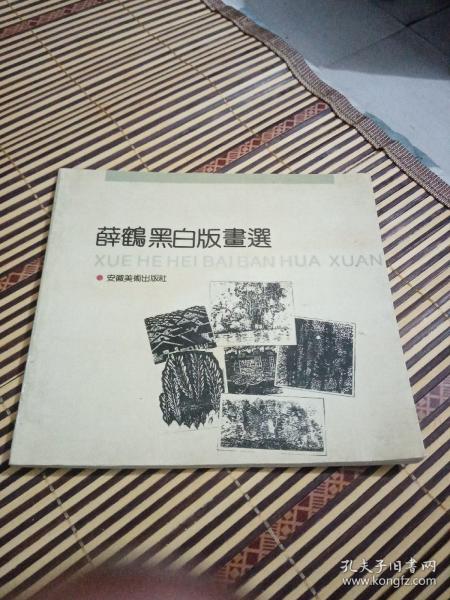 薛鶴黑白版畫選
XUE HE HEI BAI BAN HUA XUAN
安徽美術出版社
孔夫子旧书网
www.kongfz.com